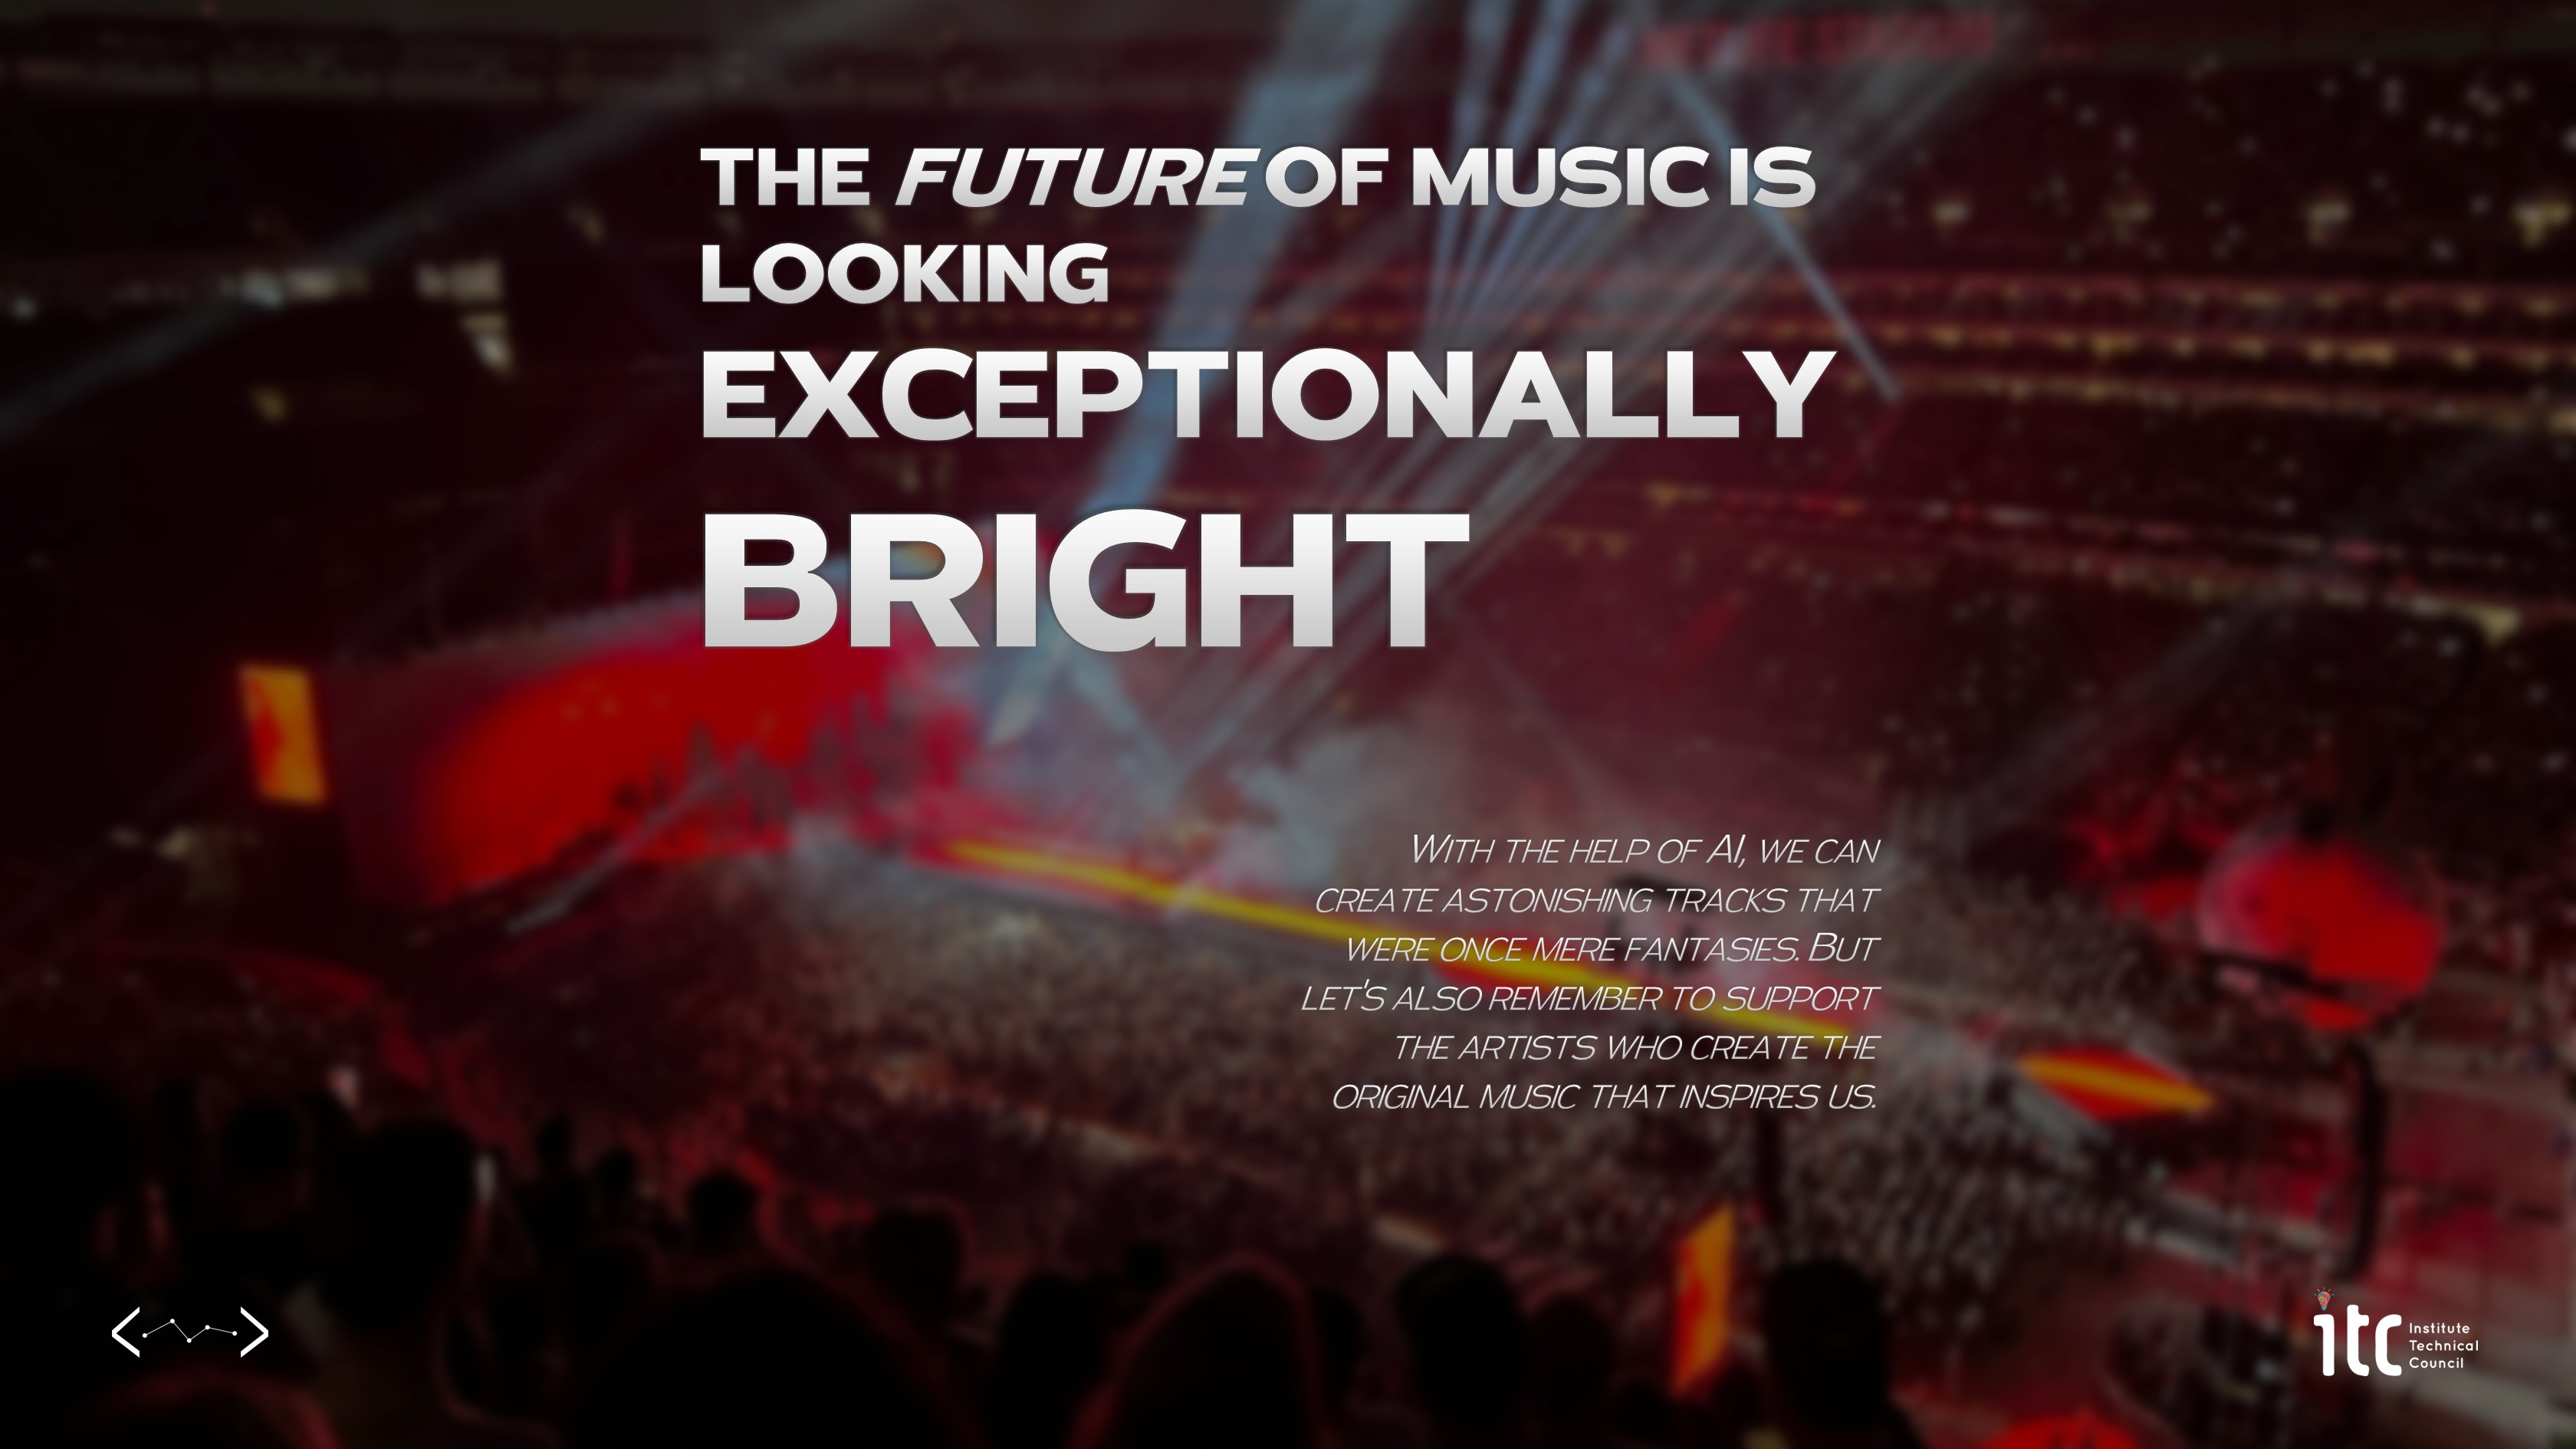 THE FUTURE OF MUSIC IS
LOOKING
EXCEPTIONALLY
BRIGHT
WITH THE HELP OF AI, WE CAN
CREATE ASTONISHING TRACKS THAT
WERE ONCE MERE FANTASIES. BUT
LET'S ALSO REMEMBER TO SUPPORT
THE ARTISTS WHO CREATE THE
ORIGINAL MUSIC THAT INSPIRES US.
itc
Institute
Technical
Council